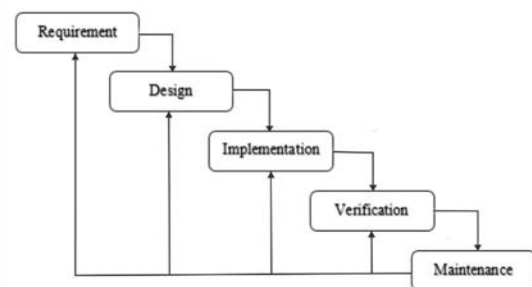 Requirement
Design
Implementation
Verification
Maintenance